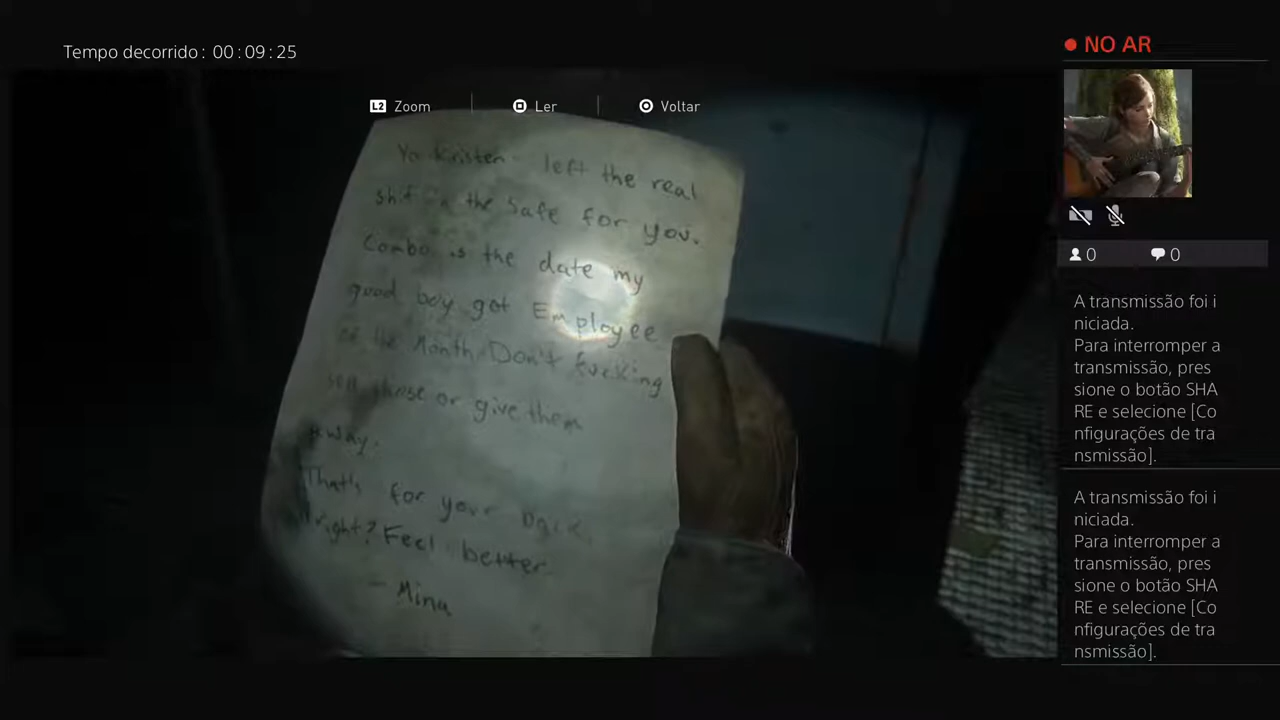 Tempo decorrido: 00:09:25
NO AR
L2 Zoom
Ler
Voltar
Yo Kristen left the real
shit in the safe for you.
Combo is the date my
good boy got Employee
of the Month. Don't fucking
sell these or give them
away.
That's for your
right? Feel better.
- Mina
0
0
A transmissão foi i
niciada.
Para interromper a
transmissão, pres
sione o botão SHA
RE e selecione [Co
nfigurações de tra
nsmissão].
A transmissão foi i
niciada.
Para interromper a
transmissão, pres
sione o botão SHA
RE e selecione [Co
nfigurações de tra
nsmissão].